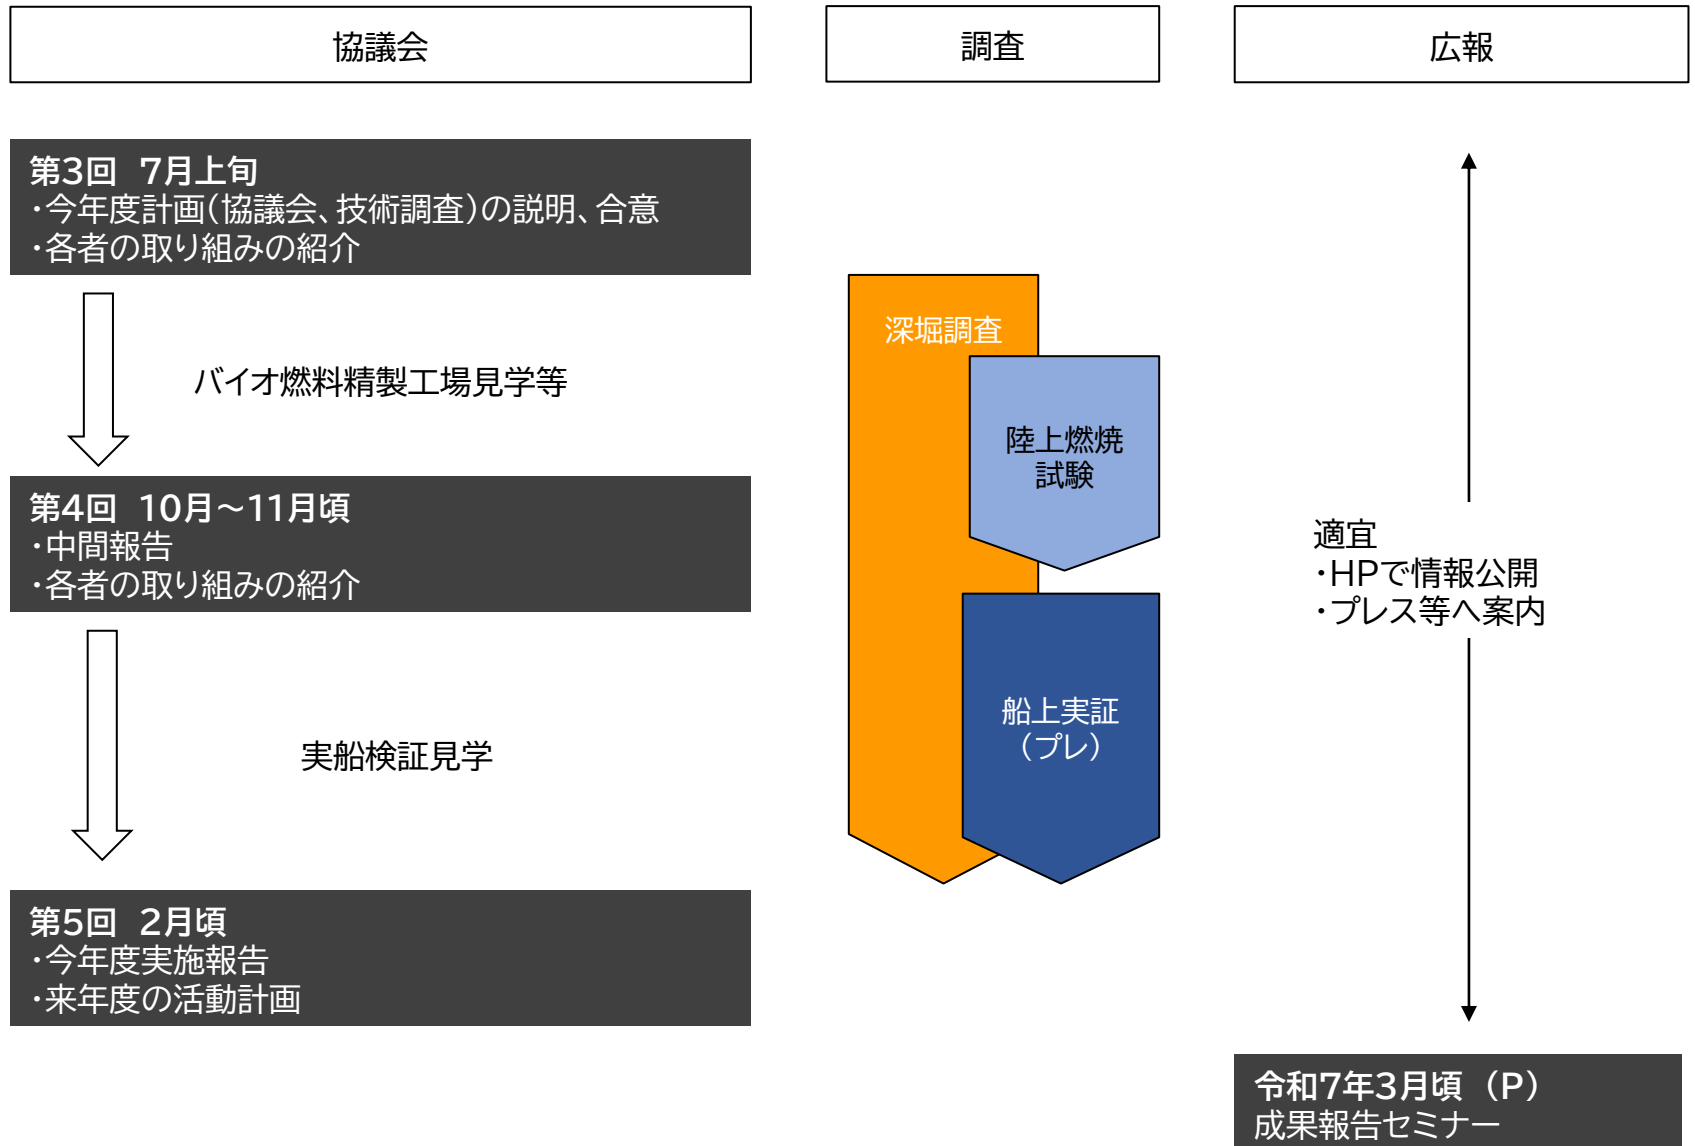 協議会
調査
広報
第3回 7月上旬
・今年度計画(協議会、技術調査)の説明、合意
・各者の取り組みの紹介
バイオ燃料精製工場見学等
第4回 10月～11月頃
・中間報告
・各者の取り組みの紹介
実船検証見学
第5回 2月頃
・今年度実施報告
・来年度の活動計画
深堀調査
陸上燃焼
試験
船上実証
(プレ)
適宜
・HPで情報公開
・プレス等へ案内
令和7年3月頃 (P)
成果報告セミナー